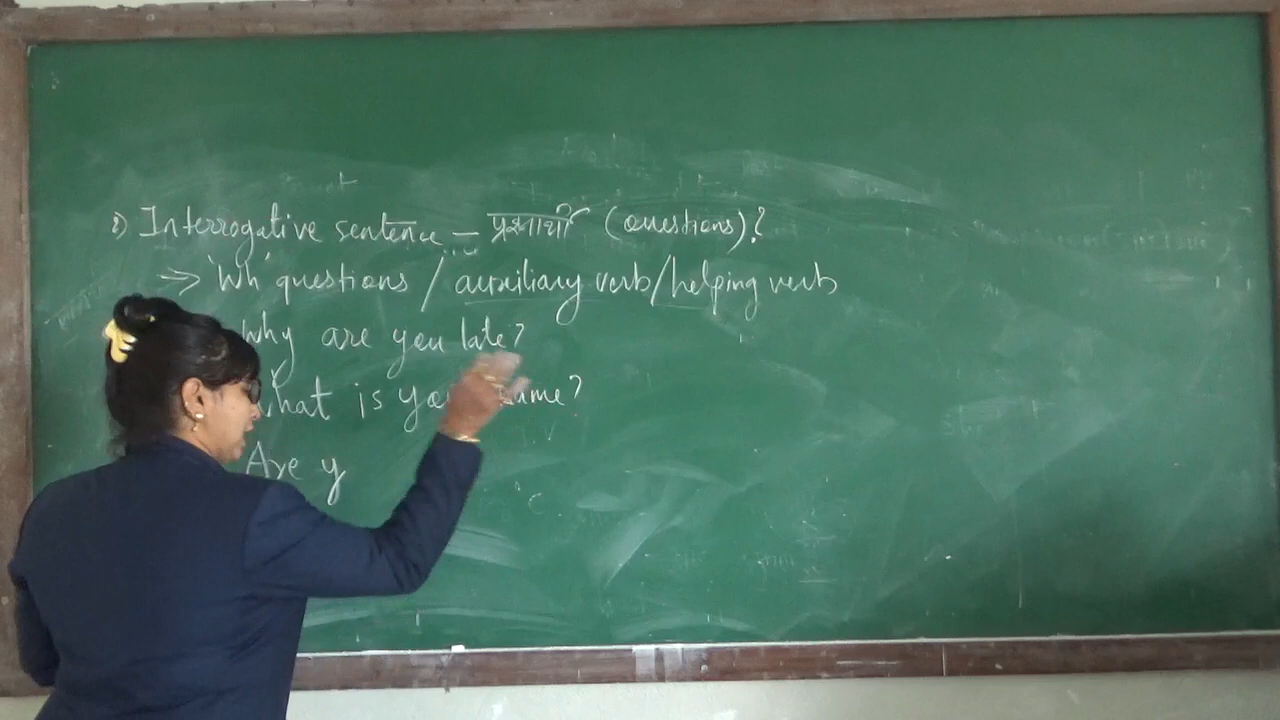 8) Interrogative sentence — प्रश्नार्थी (Questions)?
⇒ 'Wh' questions / auxiliary verb/helping verb
Why are you late?
What is your name?
Are y